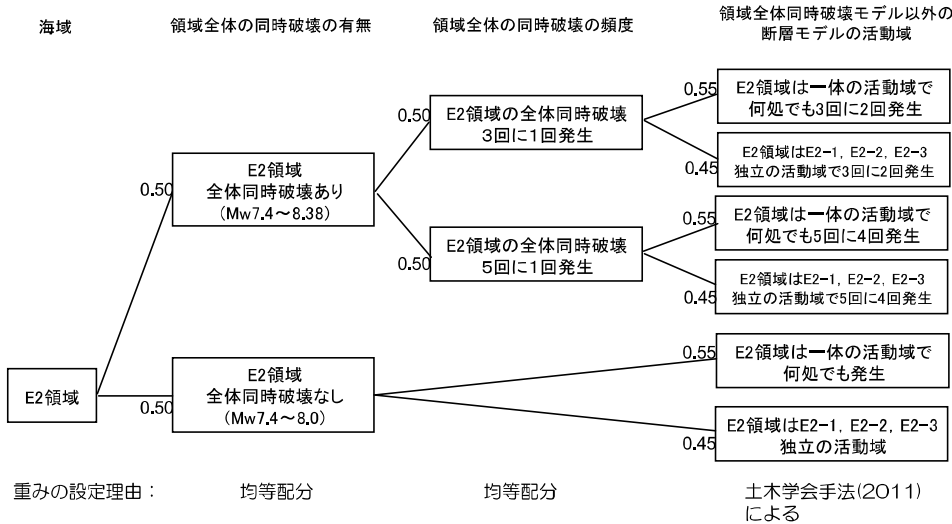 海域
領域全体の同時破壊の有無
領域全体の同時破壊の頻度
領域全体同時破壊モデル以外の
断層モデルの活動域
E2領域
0.50
E2領域
全体同時破壊あり
(Mw7.4～8.38)
0.50
E2領域の全体同時破壊
3回に1回発生
0.55
E2領域は一体の活動域で
何処でも3回に2回発生
0.45
E2領域はE2-1, E2-2, E2-3
独立の活動域で3回に2回発生
0.50
E2領域の全体同時破壊
5回に1回発生
0.55
E2領域は一体の活動域で
何処でも5回に4回発生
0.45
E2領域はE2-1, E2-2, E2-3
独立の活動域で5回に4回発生
0.50
E2領域
全体同時破壊なし
(Mw7.4～8.0)
0.55
E2領域は一体の活動域で
何処でも発生
0.45
E2領域はE2-1, E2-2, E2-3
独立の活動域
重みの設定理由：
均等配分
均等配分
土木学会手法(2011)
による